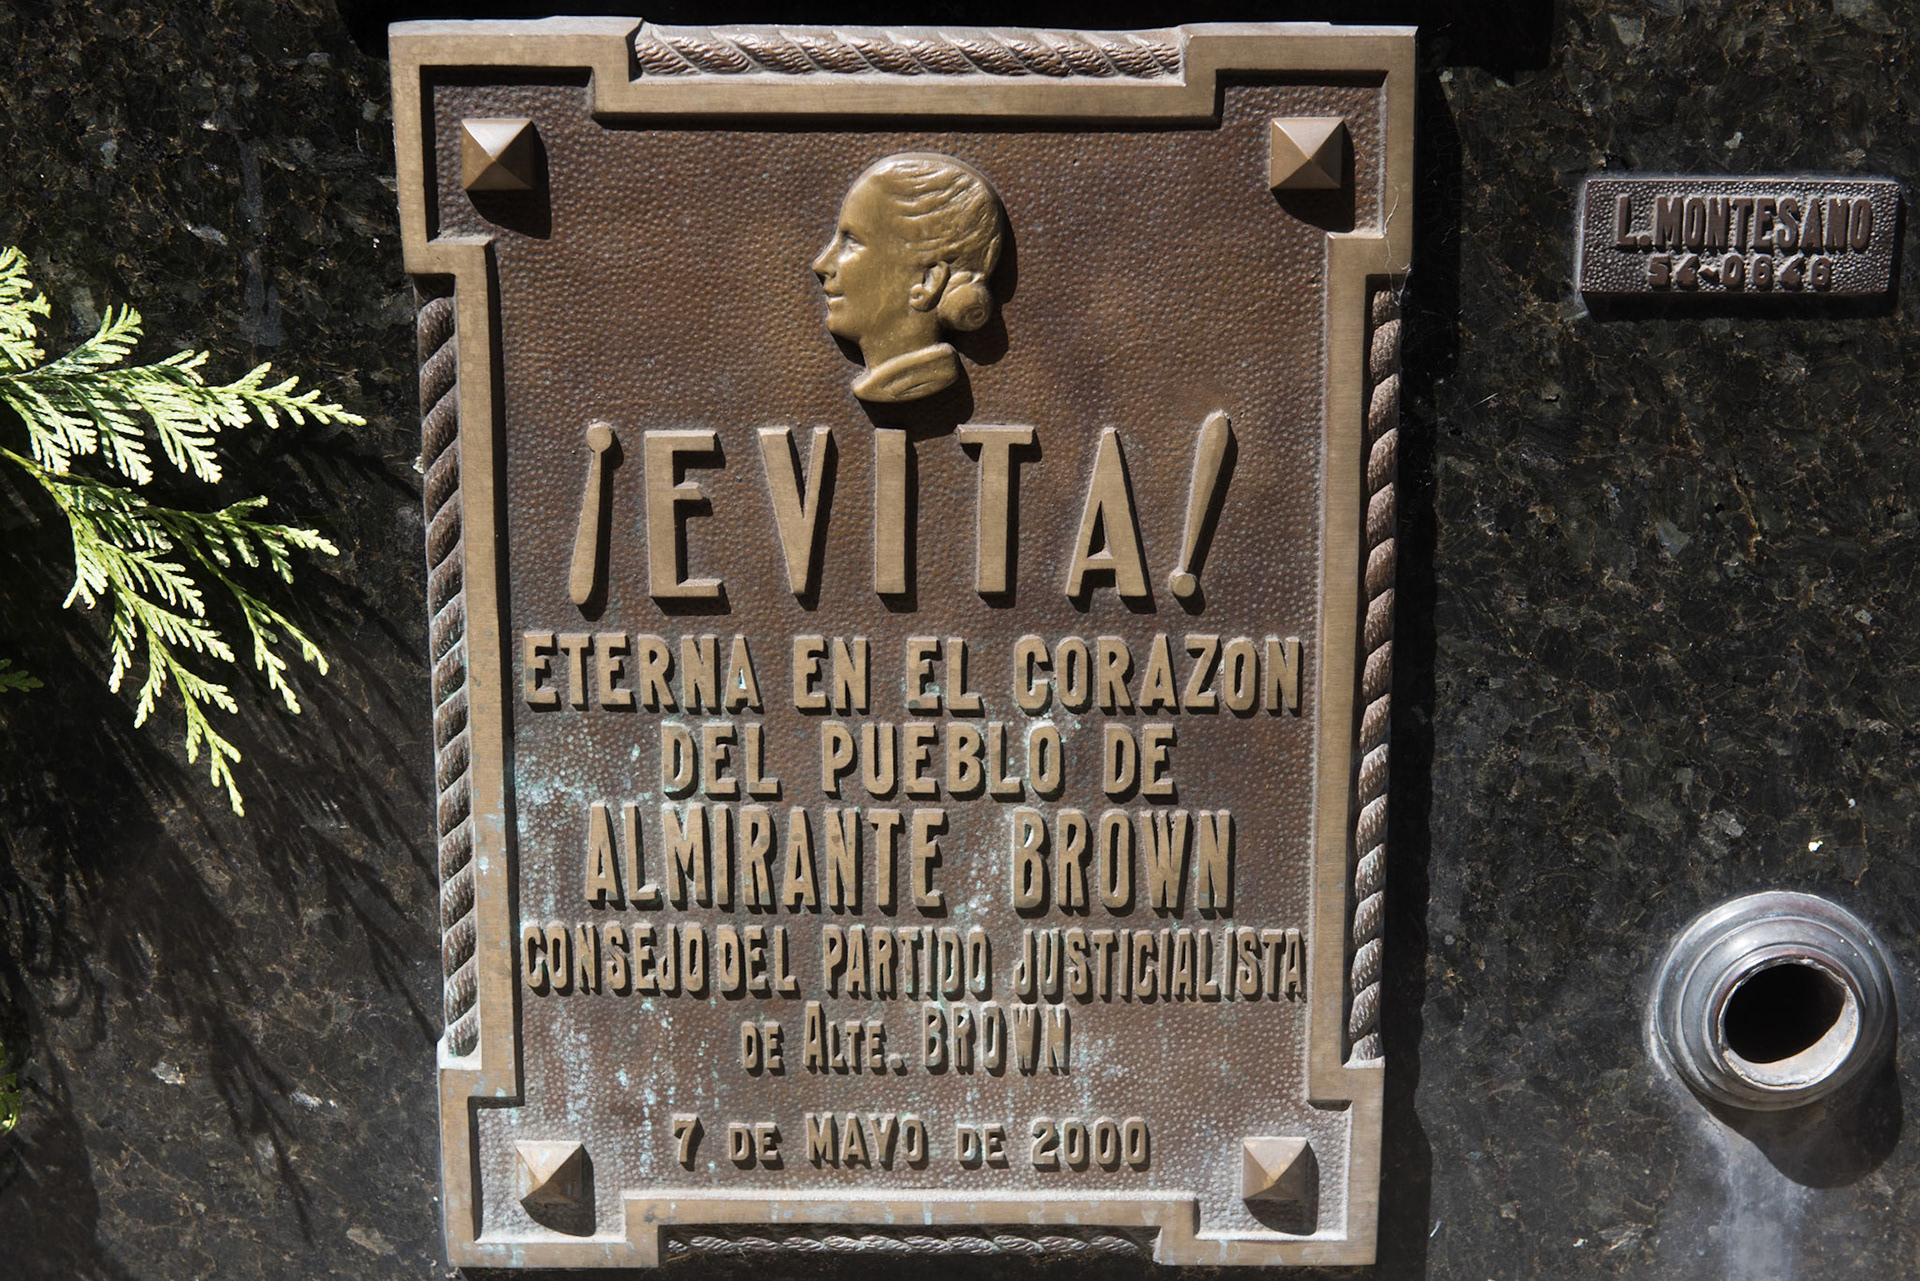 ¡EVITA!
ETERNA EN EL CORAZON
DEL PUEBLO DE
ALMIRANTE BROWN
CONSEJO DEL PARTIDO JUSTICIALISTA
DE ALTE. BROWN
7 DE MAYO DE 2000
L. MONTESANO
54-0646